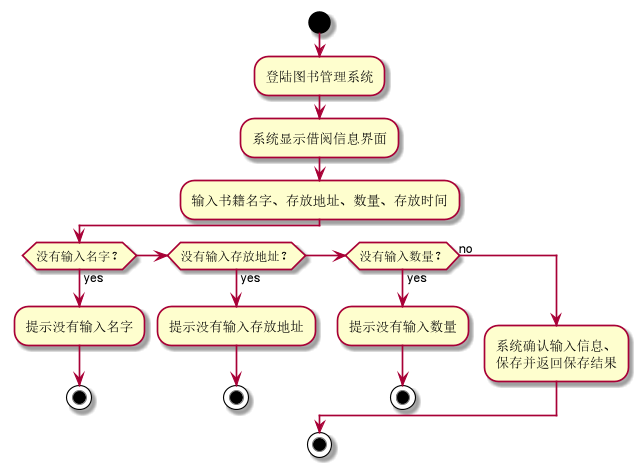 登陆图书管理系统
系统显示借阅信息界面
输入书籍名字、存放地址、数量、存放时间
没有输入名字？
没有输入存放地址？
没有输入数量？
no
yes
yes
yes
提示没有输入名字
提示没有输入存放地址
提示没有输入数量
系统确认输入信息、
保存并返回保存结果